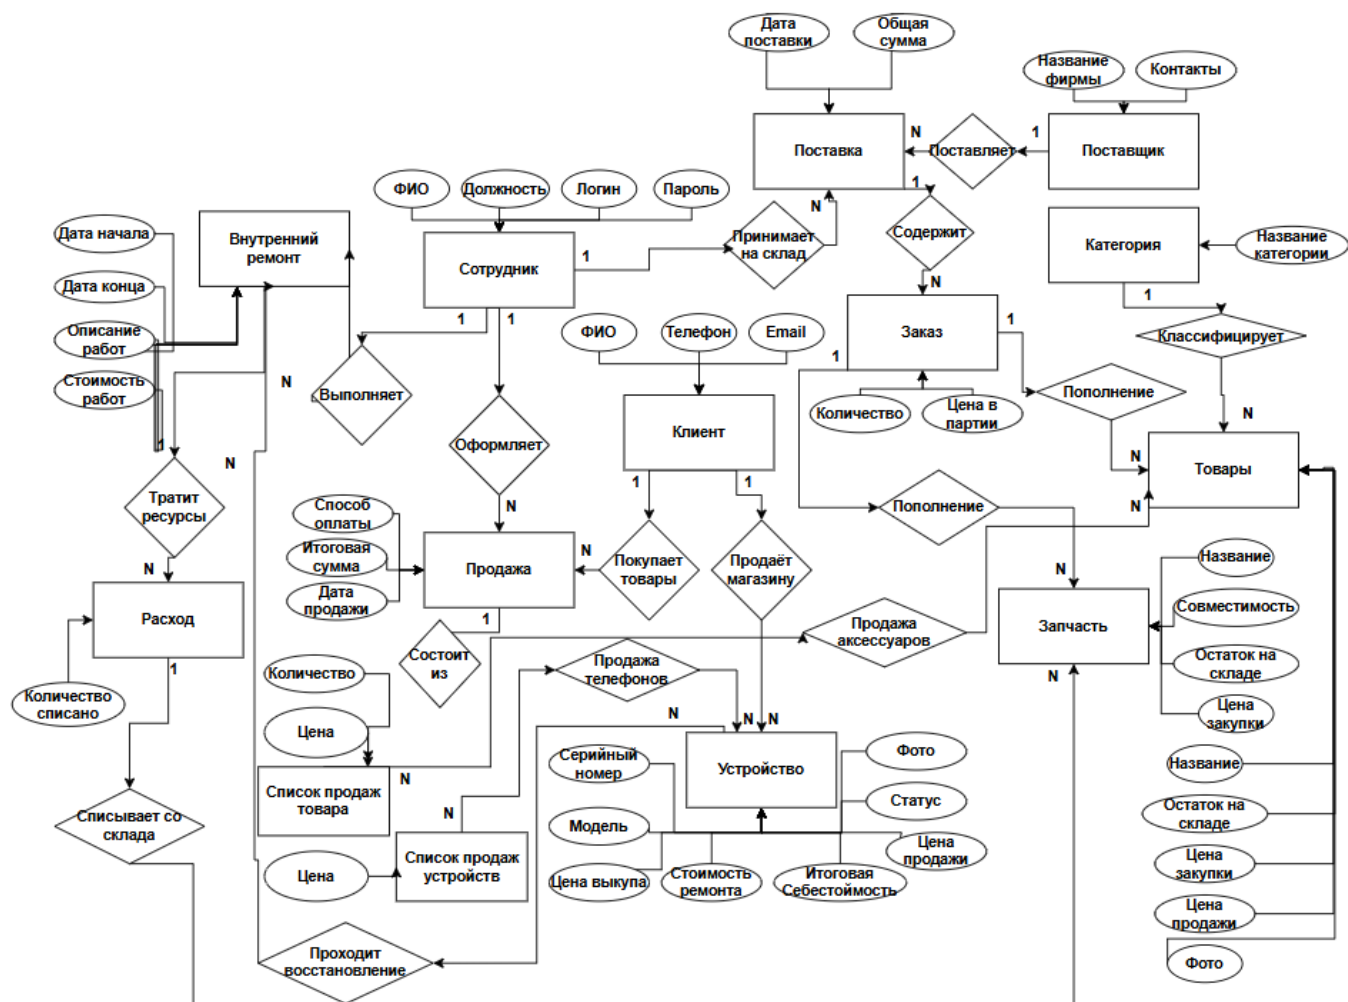 Дата
поставки
Общая
сумма
Название
фирмы
Контакты
Поставка
N
Поставляет
1
Поставщик
ФИО
Должность
Логин
Пароль
1
N
Дата начала
Внутренний
ремонт
Сотрудник
1
Принимает
на склад
Содержит
Категория
Название
категории
Дата конца
N
1
Описание
работ
1
1
ФИО
Телефон
Email
1
Заказ
1
Классифицирует
Стоимость
работ
N
Выполняет
Количество
Цена в
партии
Пополнение
1
N
Оформляет
Клиент
N
N
Товары
Тратит
ресурсы
N
1
1
Пополнение
N
Способ
оплаты
Итоговая
сумма
Дата
продажи
Продажа
N
Покупает
товары
Продаёт
магазину
Название
N
N
Расход
1
Совместимость
Запчасть
Продажа
аксессуаров
1
Состоит
из
Продажа
телефонов
Остаток на
складе
N
Количество
списано
Количество
Цена
закупки
Цена
N
N
N
Серийный
номер
Устройство
Фото
Название
Список продаж
товара
N
Статус
Остаток на
складе
Списывает со
склада
N
Модель
Цена
продажи
Цена
Список продаж
устройств
Цена выкупа
Стоимость
ремонта
Итоговая
Себестоймость
Цена
закупки
Цена
продажи
Проходит
восстановление
Фото